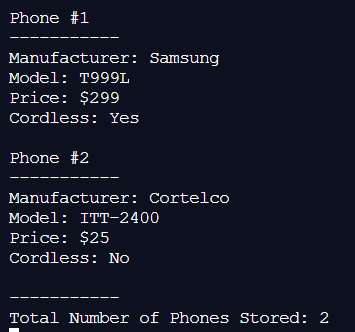 Phone #1
-----------
Manufacturer: Samsung
Model: T999L
Price: $299
Cordless: Yes
Phone #2
-----------
Manufacturer: Cortelco
Model: ITT-2400
Price: $25
Cordless: No
-----------
Total Number of Phones Stored: 2